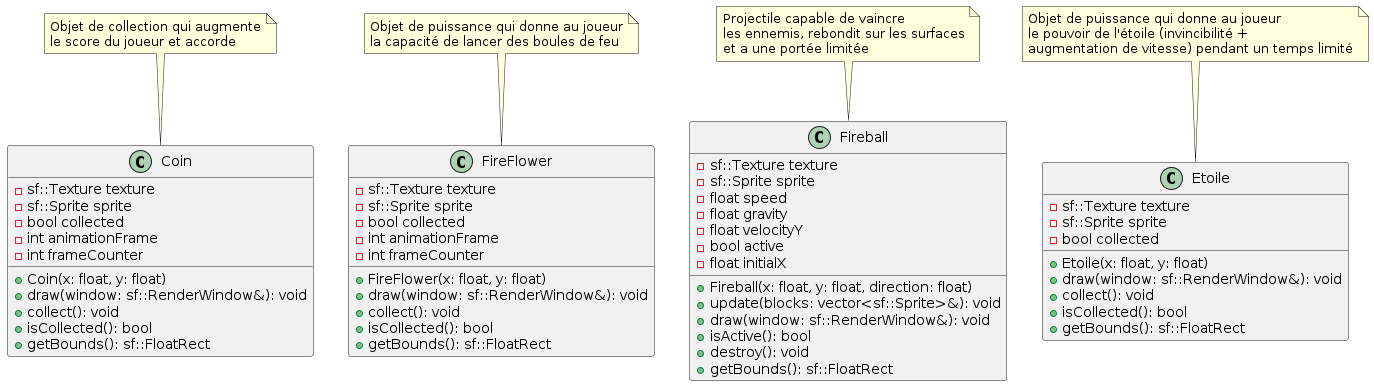 Objet de collection qui augmente
le score du joueur et accorde
C Coin
sf::Texture texture
sf::Sprite sprite
bool collected
int animationFrame
int frameCounter
Coin(x: float, y: float)
draw(window: sf::RenderWindow&): void
collect(): void
isCollected(): bool
getBounds(): sf::FloatRect
Objet de puissance qui donne au joueur
la capacité de lancer des boules de feu
C FireFlower
sf::Texture texture
sf::Sprite sprite
bool collected
int animationFrame
int frameCounter
FireFlower(x: float, y: float)
draw(window: sf::RenderWindow&): void
collect(): void
isCollected(): bool
getBounds(): sf::FloatRect
Projectile capable de vaincre
les ennemis, rebondit sur les surfaces
et a une portée limitée
C Fireball
sf::Texture texture
sf::Sprite sprite
float speed
float gravity
float velocityY
bool active
float initialX
Fireball(x: float, y: float, direction: float)
update(blocks: vector<sf::Sprite>&): void
draw(window: sf::RenderWindow&): void
isActive(): bool
destroy(): void
getBounds(): sf::FloatRect
Objet de puissance qui donne au joueur
le pouvoir de l'étoile (invincibilité +
augmentation de vitesse) pendant un temps limité
C Etoile
sf::Texture texture
sf::Sprite sprite
bool collected
Etoile(x: float, y: float)
draw(window: sf::RenderWindow&): void
collect(): void
isCollected(): bool
getBounds(): sf::FloatRect